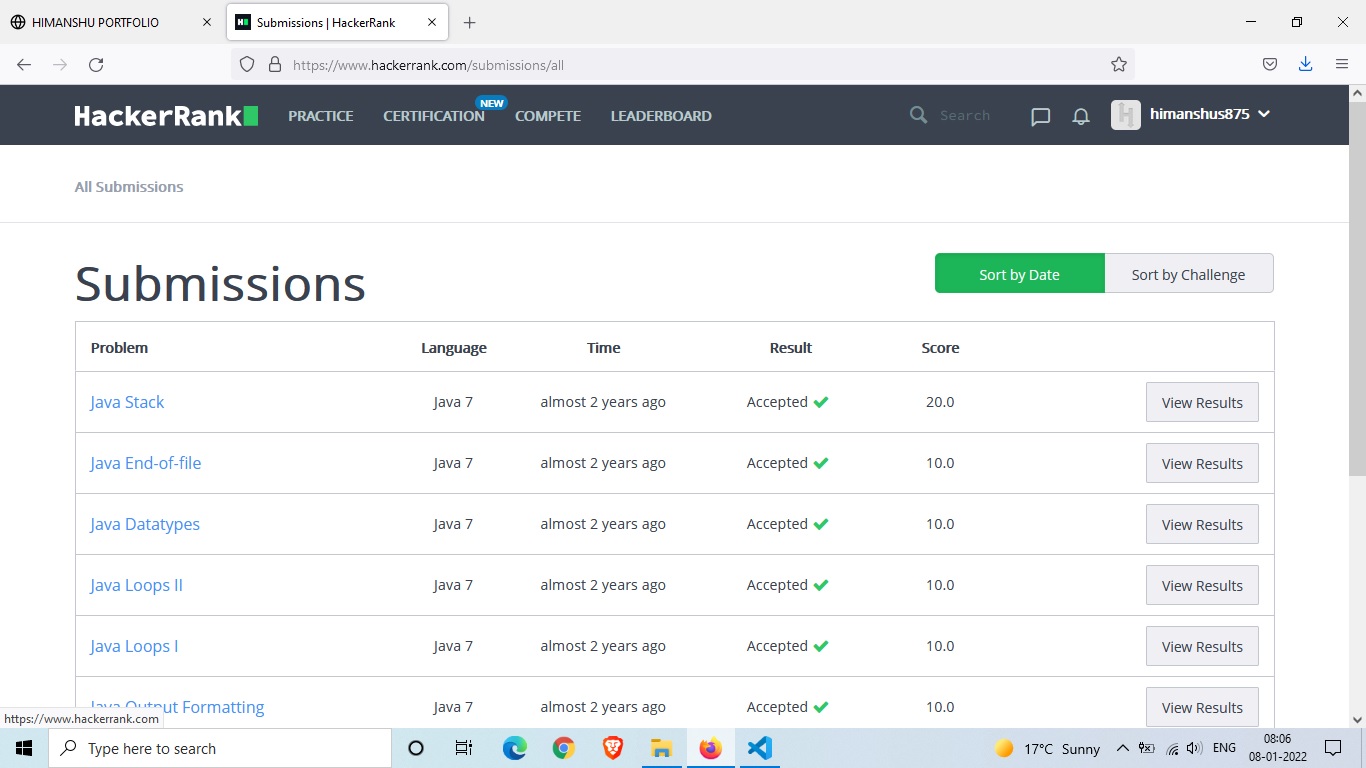 HIMANSHU PORTFOLIO
Submissions | HackerRank
https://www.hackerrank.com/submissions/all
HackerRank
PRACTICE CERTIFICATION NEW COMPETE LEADERBOARD Search himanshus875
All Submissions
Submissions
Sort by Date Sort by Challenge
Problem Language Time Result Score
Java Stack Java 7 almost 2 years ago Accepted 20.0 View Results
Java End-of-file Java 7 almost 2 years ago Accepted 10.0 View Results
Java Datatypes Java 7 almost 2 years ago Accepted 10.0 View Results
Java Loops II Java 7 almost 2 years ago Accepted 10.0 View Results
Java Loops I Java 7 almost 2 years ago Accepted 10.0 View Results
Java Output Formatting Java 7 almost 2 years ago Accepted 10.0 View Results
https://www.hackerrank.com
Type here to search 17°C Sunny ENG 08:06
08-01-2022